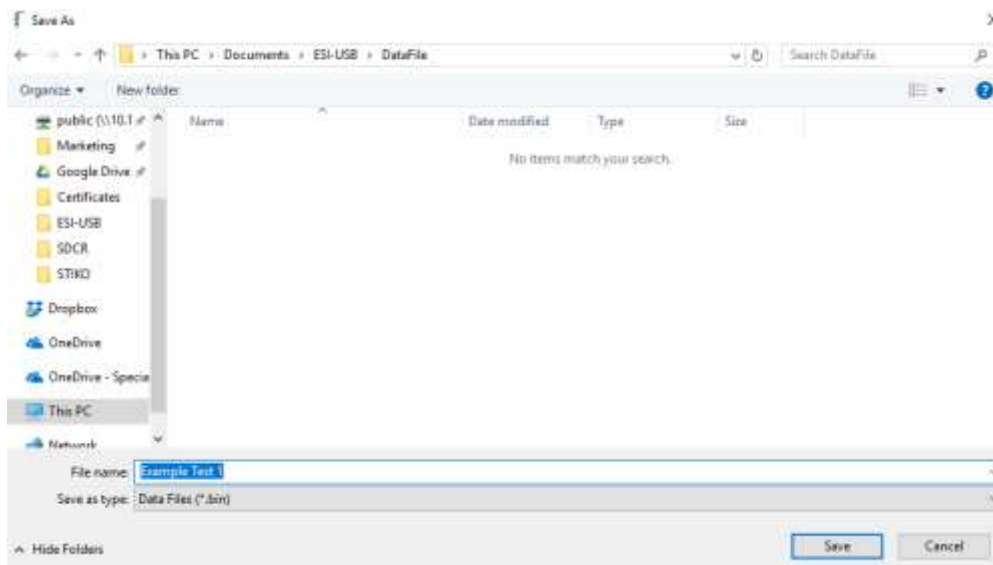 Save As
This PC › Documents › ESI-USB › DataFile
Search DataFile
Organize
New folder
public (\\10.1
Marketing
Google Drive
Certificates
ESI-USB
SDCR
STIKO
Dropbox
OneDrive
OneDrive - Specia
This PC
Network
Name
Date modified
Type
Size
No items match your search.
File name: Example Test 1
Save as type: Data Files (*.bin)
Hide Folders
Save
Cancel